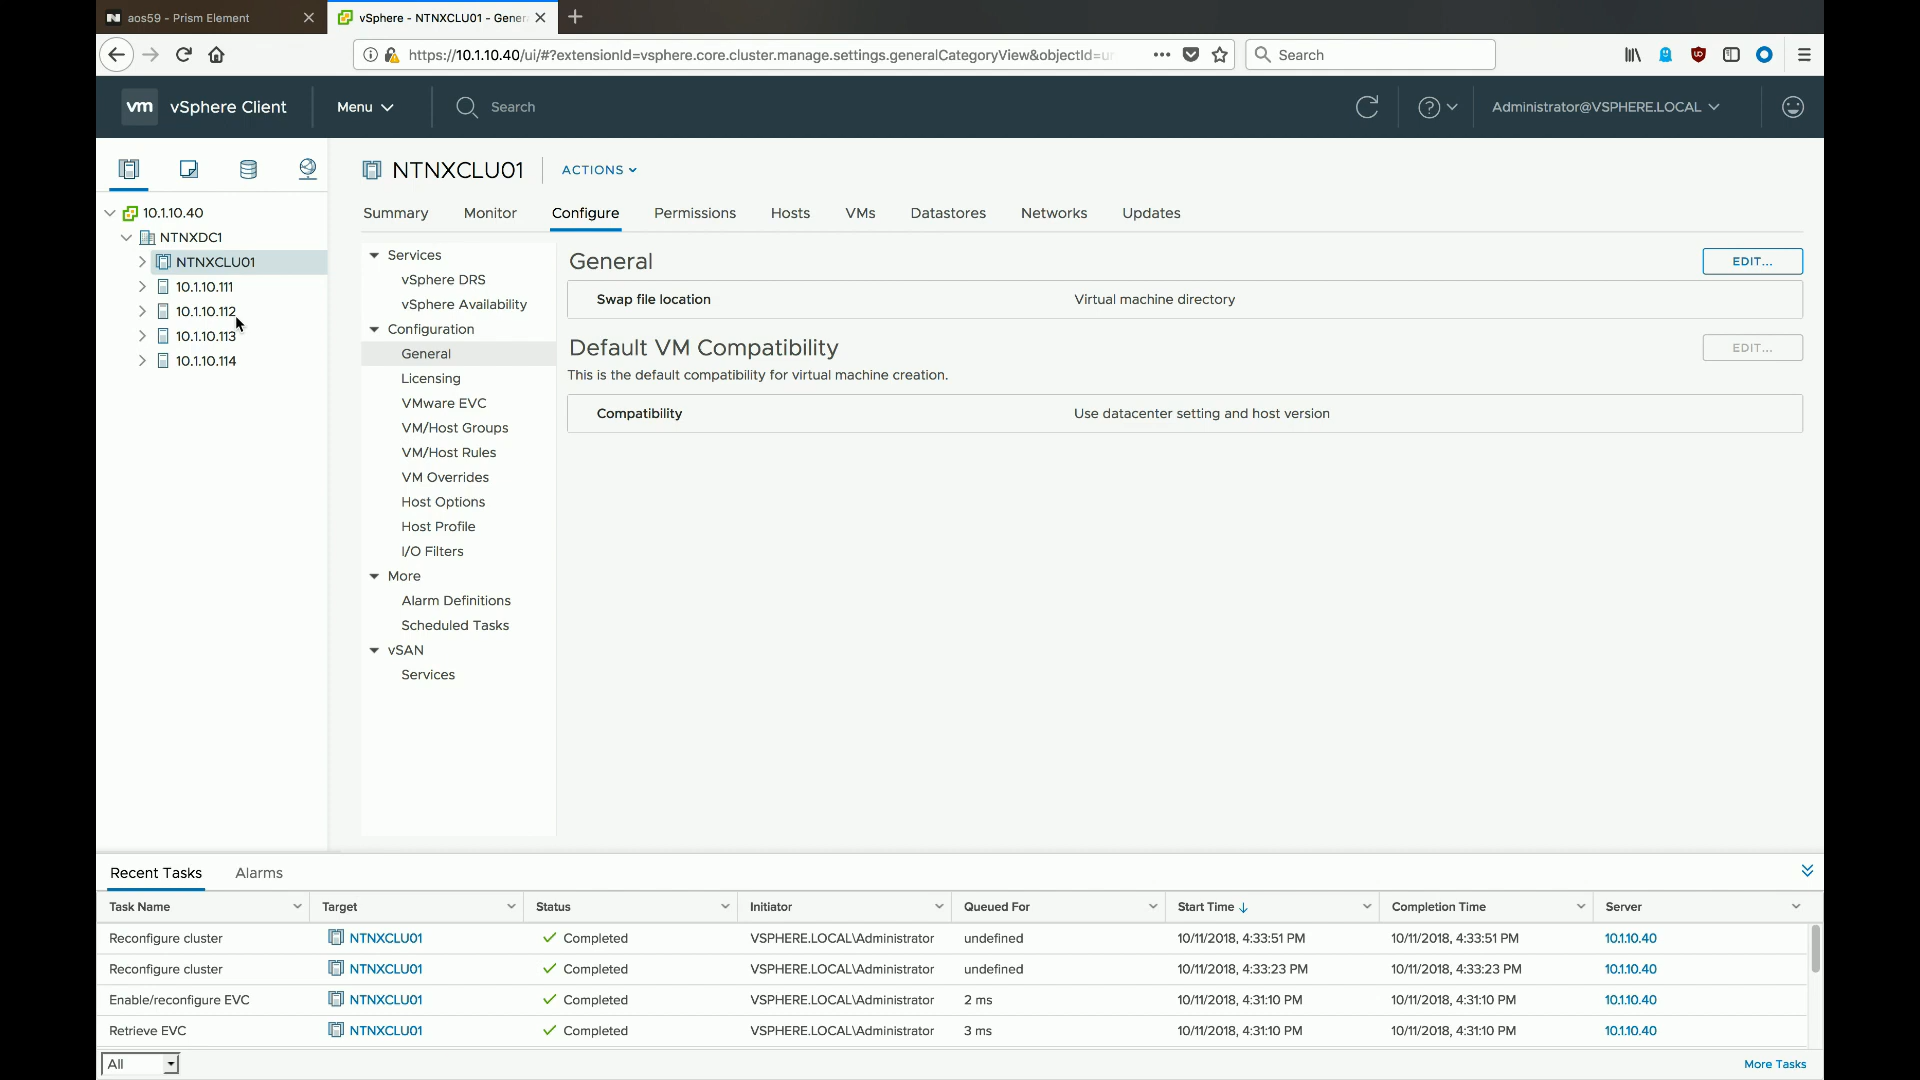 aos59 - Prism Element
vSphere - NTNXCLU01 - Gener
https://10.1.10.40/ui/#?extensionId=vsphere.core.cluster.manage.settings.generalCategoryView&objectId=ur
Search
vm vSphere Client
Menu
Search
Administrator@VSPHERE.LOCAL
10.1.10.40
NTNXDC1
NTNXCLU01
10.1.10.111
10.1.10.112
10.1.10.113
10.1.10.114
NTNXCLU01
ACTIONS
Summary Monitor Configure Permissions Hosts VMs Datastores Networks Updates
Services
vSphere DRS
vSphere Availability
Configuration
General
Licensing
VMware EVC
VM/Host Groups
VM/Host Rules
VM Overrides
Host Options
Host Profile
I/O Filters
More
Alarm Definitions
Scheduled Tasks
vSAN
Services
General
EDIT...
Swap file location Virtual machine directory
Default VM Compatibility
EDIT...
This is the default compatibility for virtual machine creation.
Compatibility Use datacenter setting and host version
Recent Tasks Alarms
Task Name Target Status Initiator Queued For Start Time Completion Time Server
Reconfigure cluster NTNXCLU01 Completed VSPHERE.LOCAL\Administrator undefined 10/11/2018, 4:33:51 PM 10/11/2018, 4:33:51 PM 10.1.10.40
Reconfigure cluster NTNXCLU01 Completed VSPHERE.LOCAL\Administrator undefined 10/11/2018, 4:33:23 PM 10/11/2018, 4:33:23 PM 10.1.10.40
Enable/reconfigure EVC NTNXCLU01 Completed VSPHERE.LOCAL\Administrator 2 ms 10/11/2018, 4:31:10 PM 10/11/2018, 4:31:10 PM 10.1.10.40
Retrieve EVC NTNXCLU01 Completed VSPHERE.LOCAL\Administrator 3 ms 10/11/2018, 4:31:10 PM 10/11/2018, 4:31:10 PM 10.1.10.40
All
More Tasks